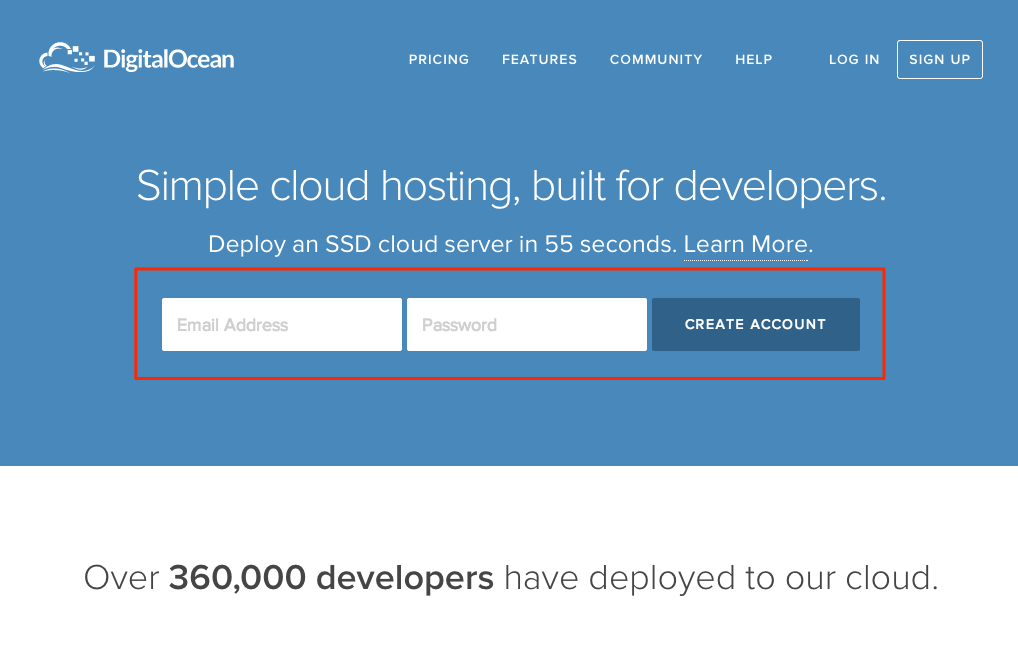 DigitalOcean
PRICING FEATURES COMMUNITY HELP LOG IN SIGN UP
Simple cloud hosting, built for developers.
Deploy an SSD cloud server in 55 seconds. Learn More.
Email Address Password CREATE ACCOUNT
Over 360,000 developers have deployed to our cloud.